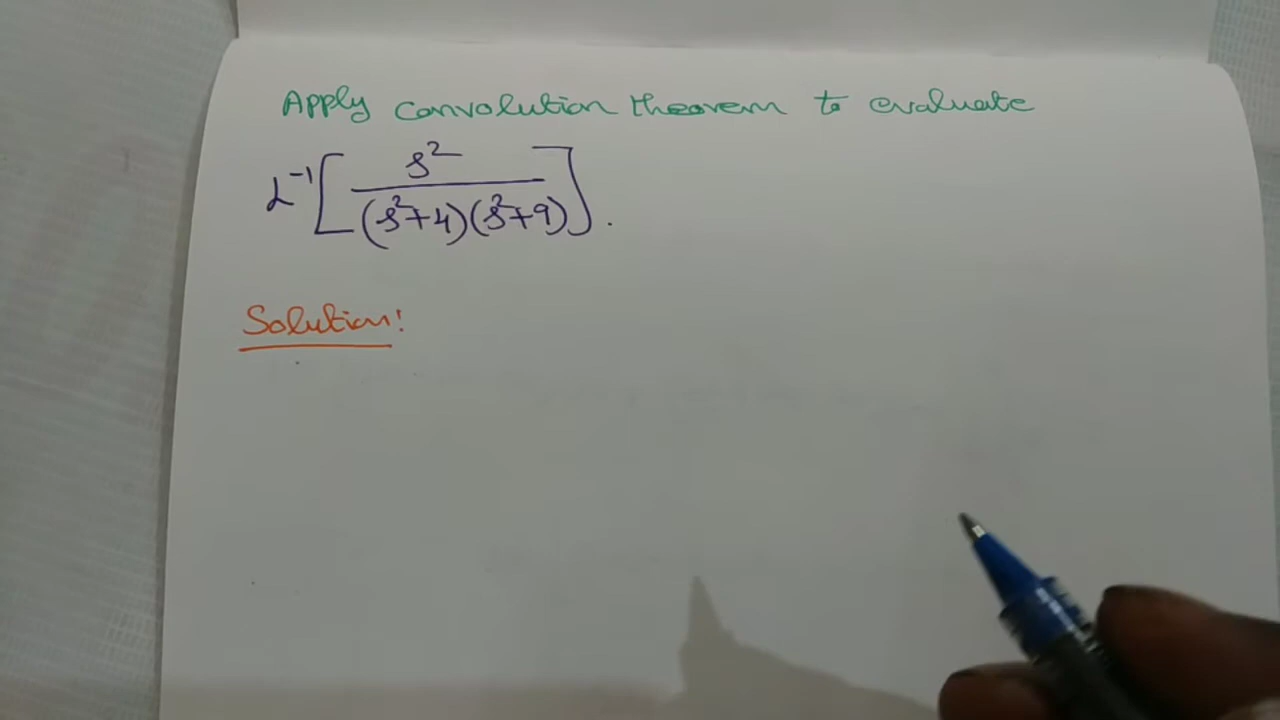 Apply convolution theorem to evaluate
L⁻¹[s²/((s²+4)(s²+9))].
Solution: